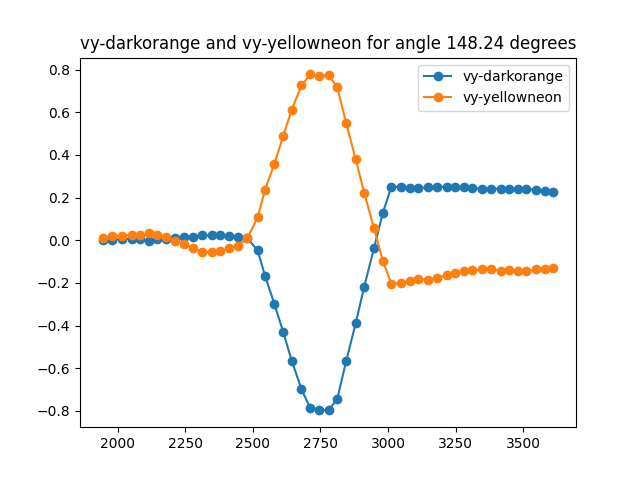 vy-darkorange and vy-yellowneon for angle 148.24 degrees
vy-darkorange
vy-yellowneon
0.8
0.6
0.4
0.2
0.0
−0.2
−0.4
−0.6
−0.8
2000 2250 2500 2750 3000 3250 3500